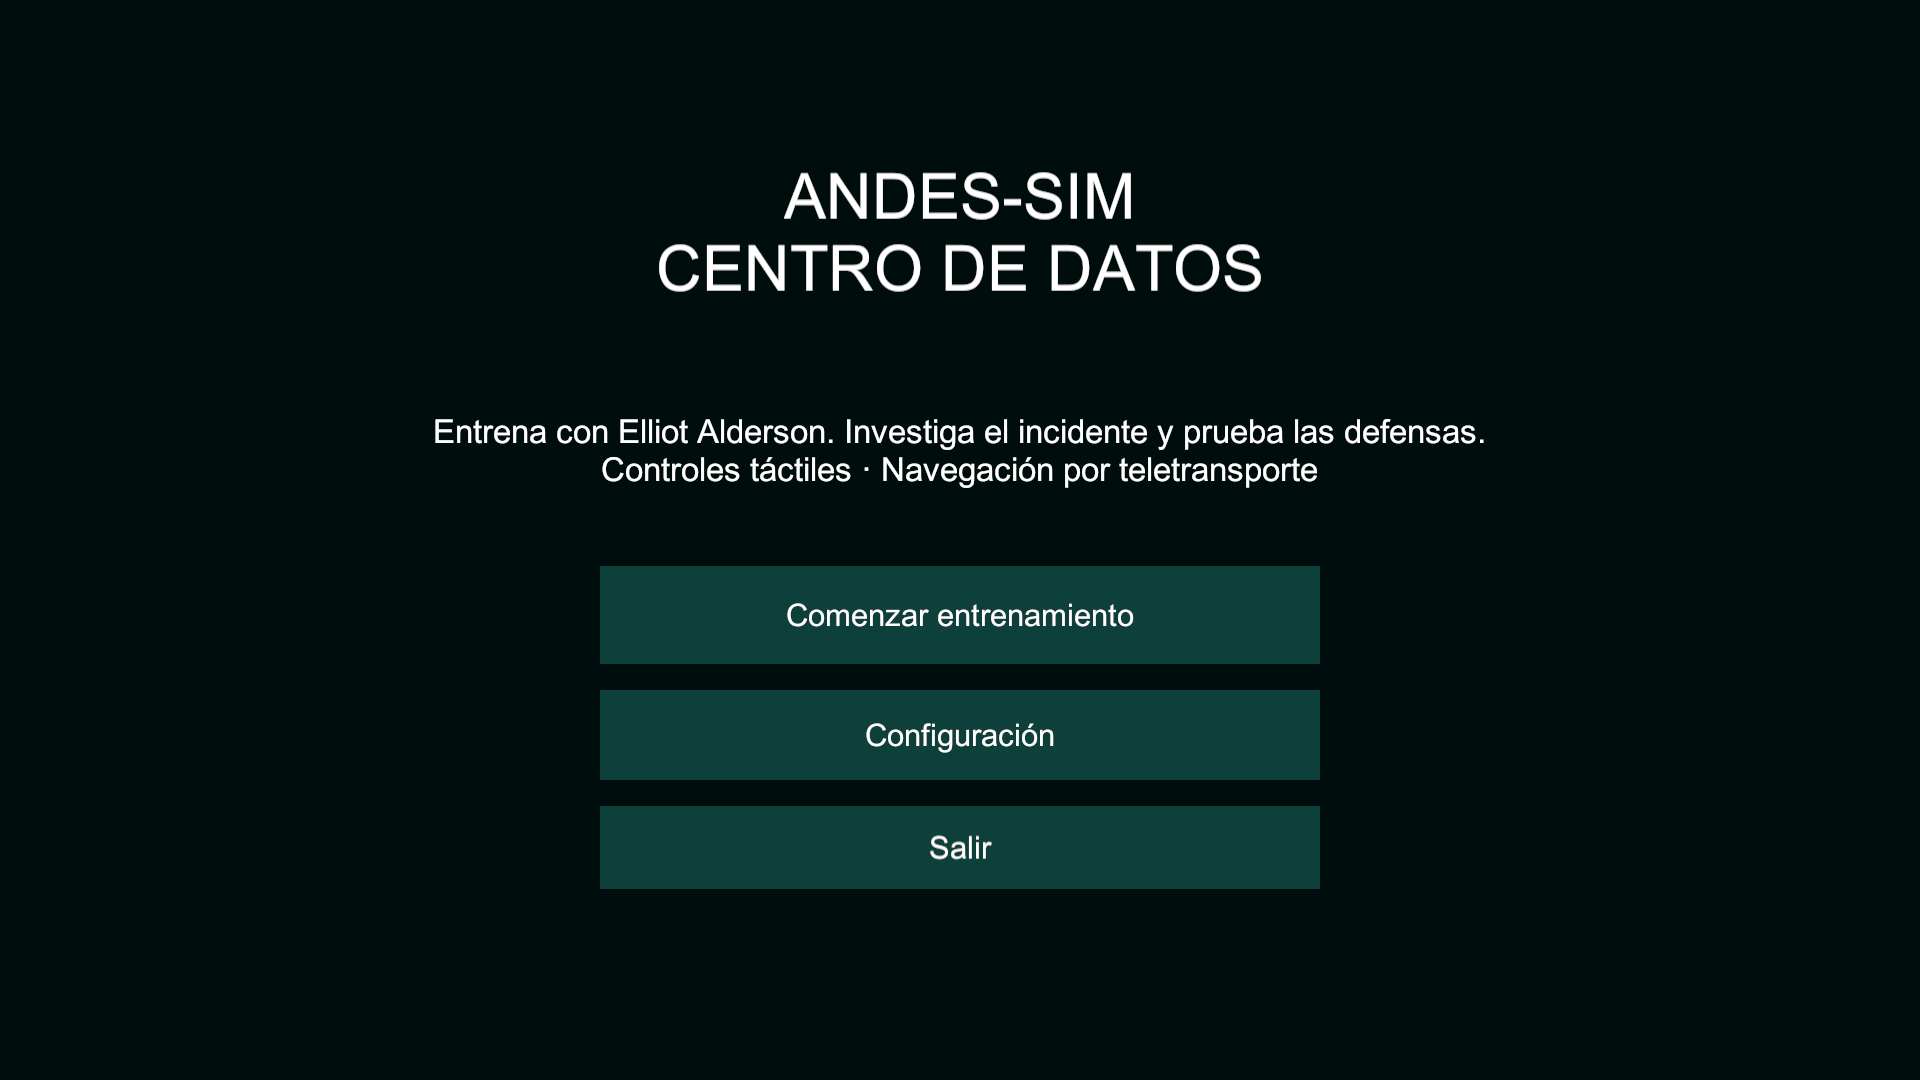 ANDES-SIM
CENTRO DE DATOS
Entrena con Elliot Alderson. Investiga el incidente y prueba las defensas.
Controles táctiles · Navegación por teletransporte
Comenzar entrenamiento
Configuración
Salir